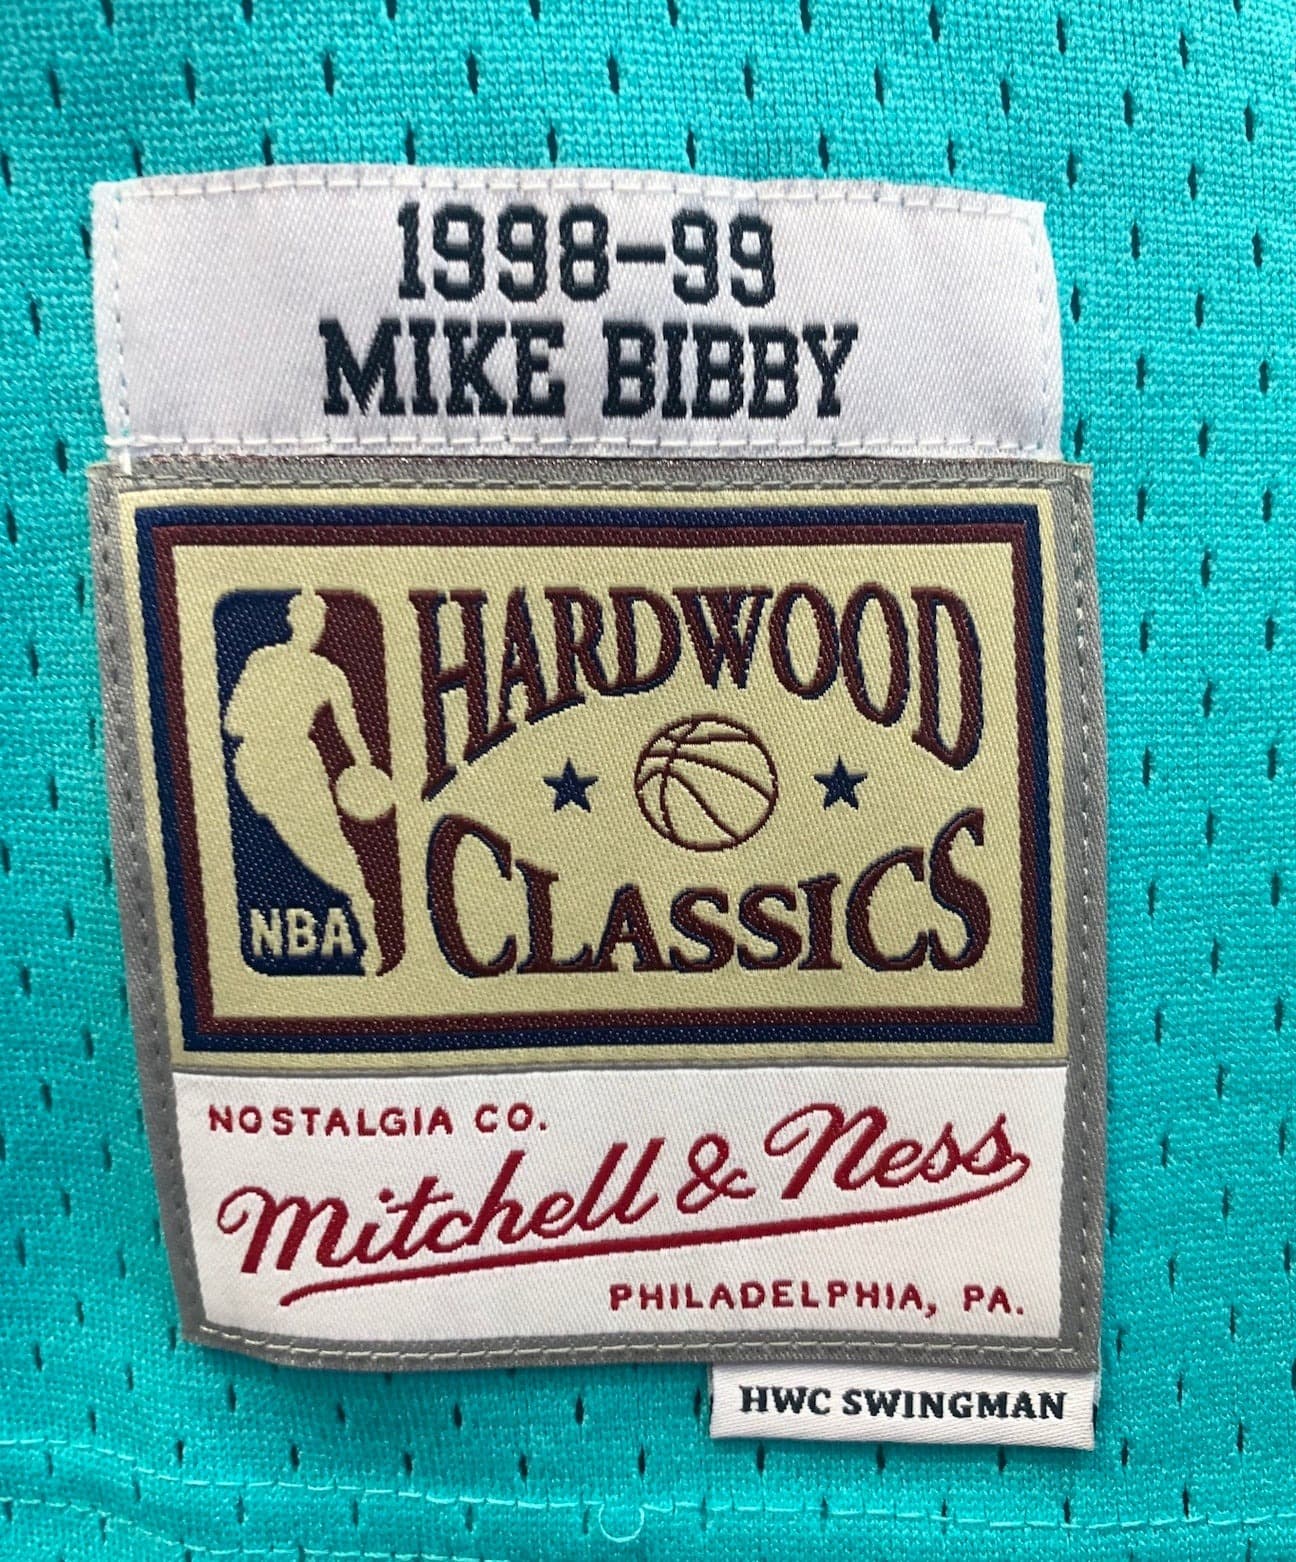 1998-99
MIKE BIBBY
HARDWOOD
CLASSICS
NBA
NOSTALGIA CO.
Mitchell & Ness
PHILADELPHIA, PA.
HWC SWINGMAN